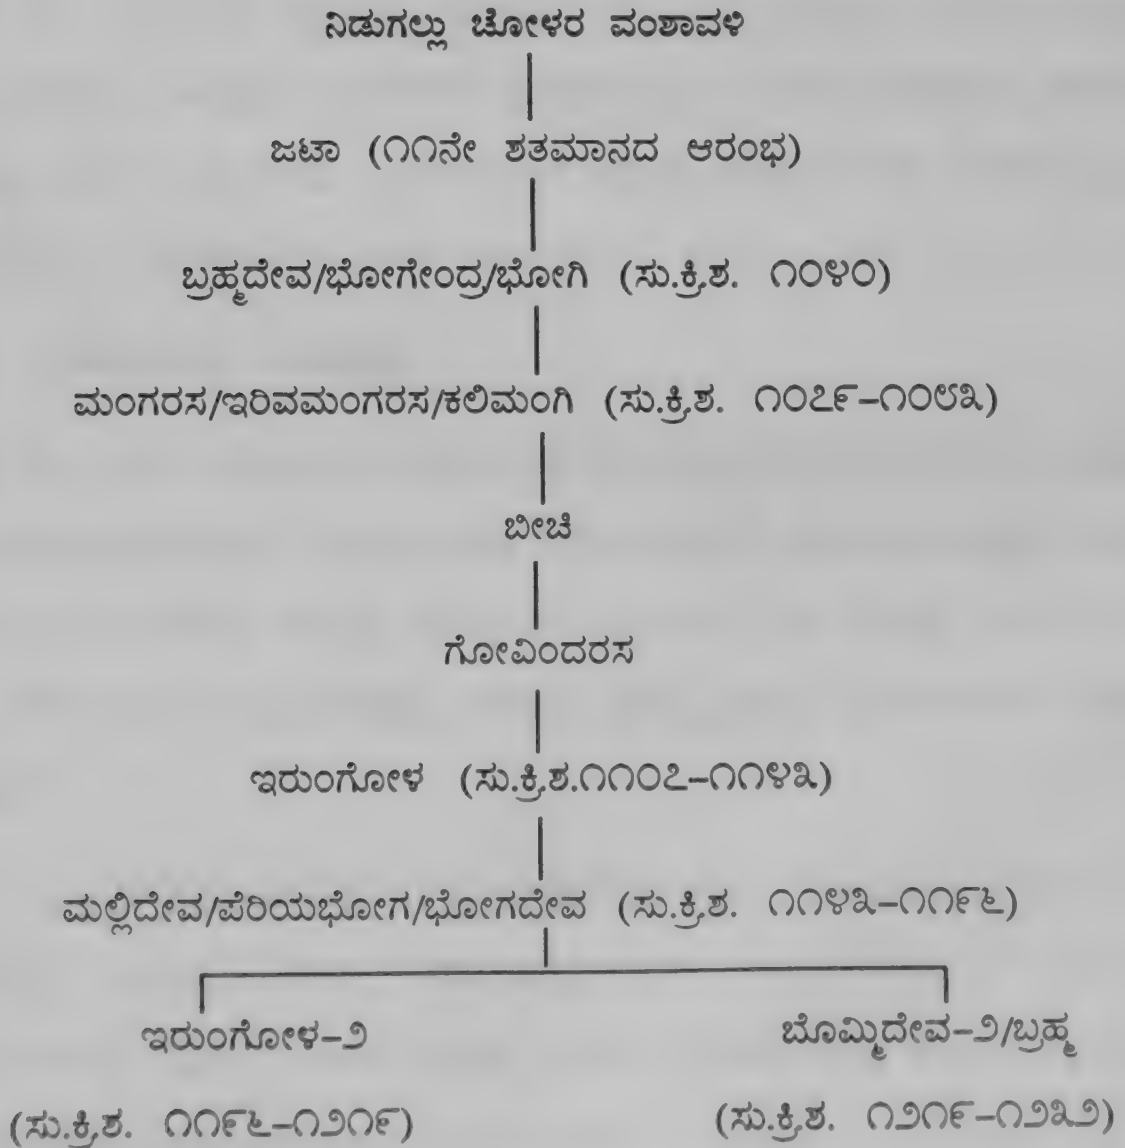 ನಿಡುಗಲ್ಲು ಚೋಳರ ವಂಶಾವಳಿ
ಜಟಾ (೧೧ನೇ ಶತಮಾನದ ಆರಂಭ)
ಬ್ರಹ್ಮದೇವ/ಭೋಗೇಂದ್ರ/ಭೋಗಿ (ಸು.ಕ್ರಿ.ಶ. ೧೦೪೦)
ಮಂಗರಸ/ಇರಿವಮಂಗರಸ/ಕಲಿಮಂಗಿ (ಸು.ಕ್ರಿ.ಶ. ೧೦೭೯–೧೦೮೩)
ಬೀಚಿ
ಗೋವಿಂದರಸ
ಇರುಂಗೋಳ (ಸು.ಕ್ರಿ.ಶ.೧೧೦೭–೧೧೪೩)
ಮಲ್ಲಿದೇವ/ಪೆರಿಯಭೋಗ/ಭೋಗದೇವ (ಸು.ಕ್ರಿ.ಶ. ೧೧೪೩–೧೧೯೬)
ಇರುಂಗೋಳ–೨ ಬೊಮ್ಮಿದೇವ–೨/ಬ್ರಹ್ಮ
(ಸು.ಕ್ರಿ.ಶ. ೧೧೯೬–೧೨೧೯) (ಸು.ಕ್ರಿ.ಶ. ೧೨೧೯–೧೨೩೨)